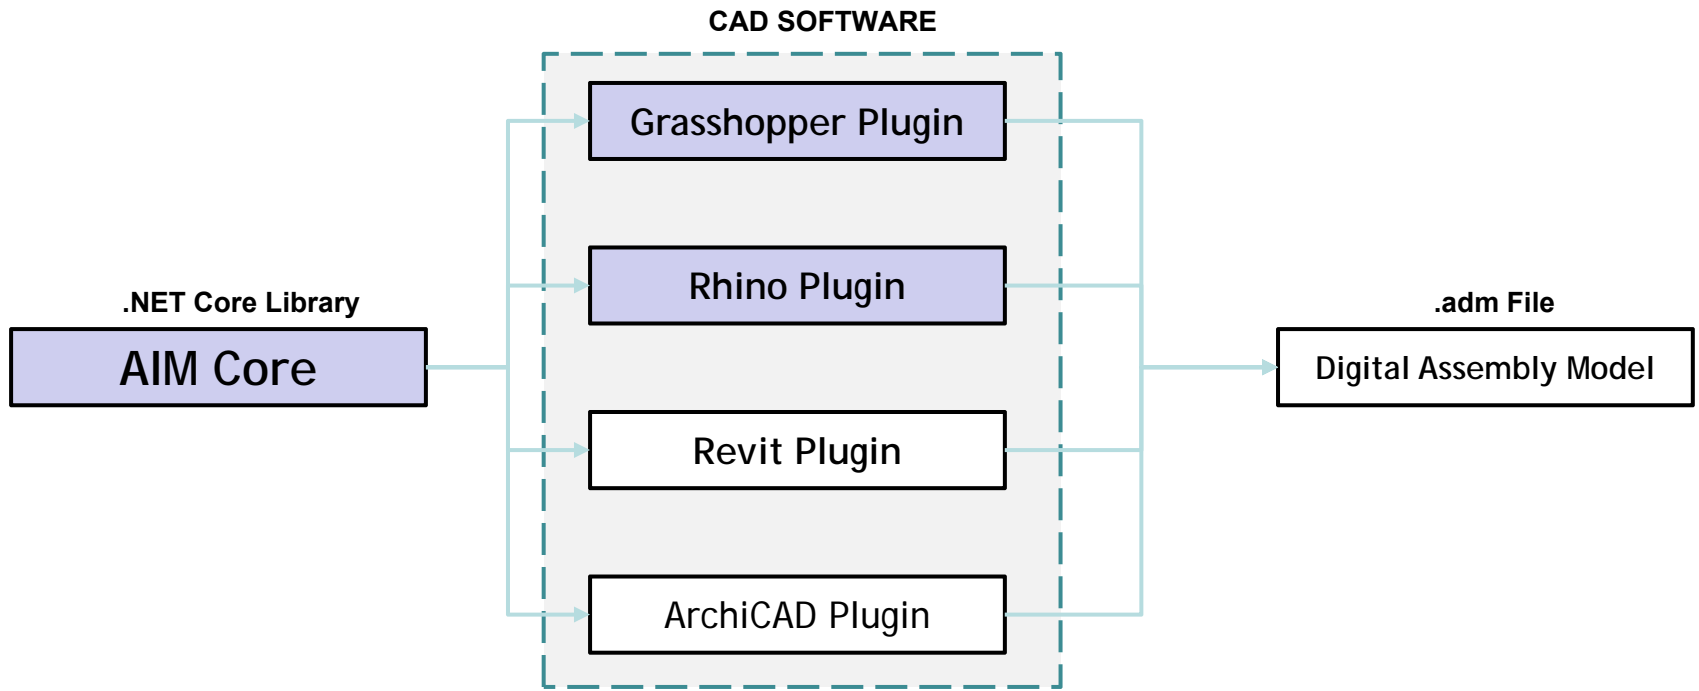 CAD SOFTWARE
Grasshopper Plugin
Rhino Plugin
.NET Core Library
AIM Core
.adm File
Digital Assembly Model
Revit Plugin
ArchiCAD Plugin